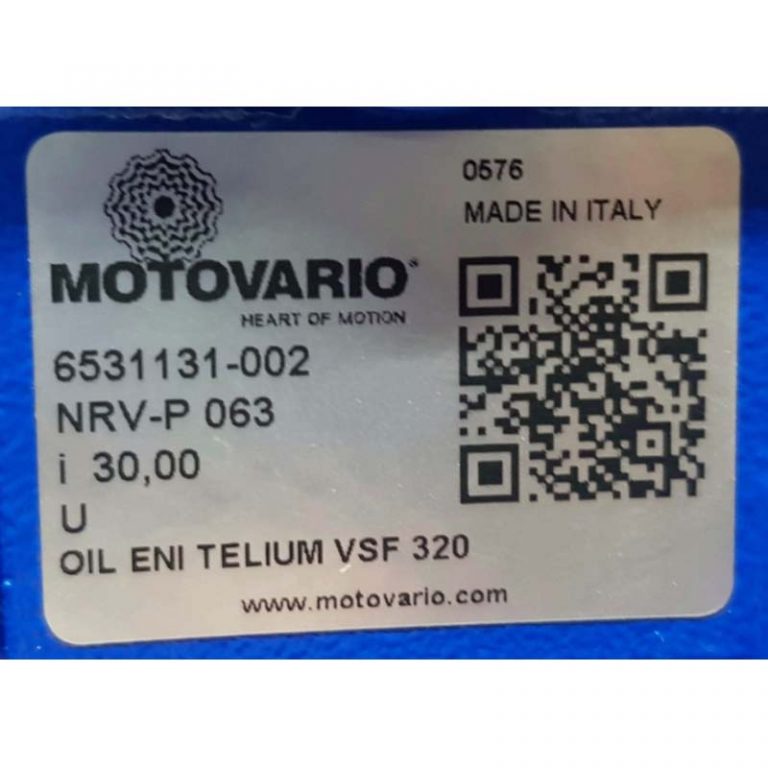 0576
MADE IN ITALY
MOTOVARIO®
HEART OF MOTION
6531131-002
NRV-P 063
i 30,00
U
OIL ENI TELIUM VSF 320
www.motovario.com